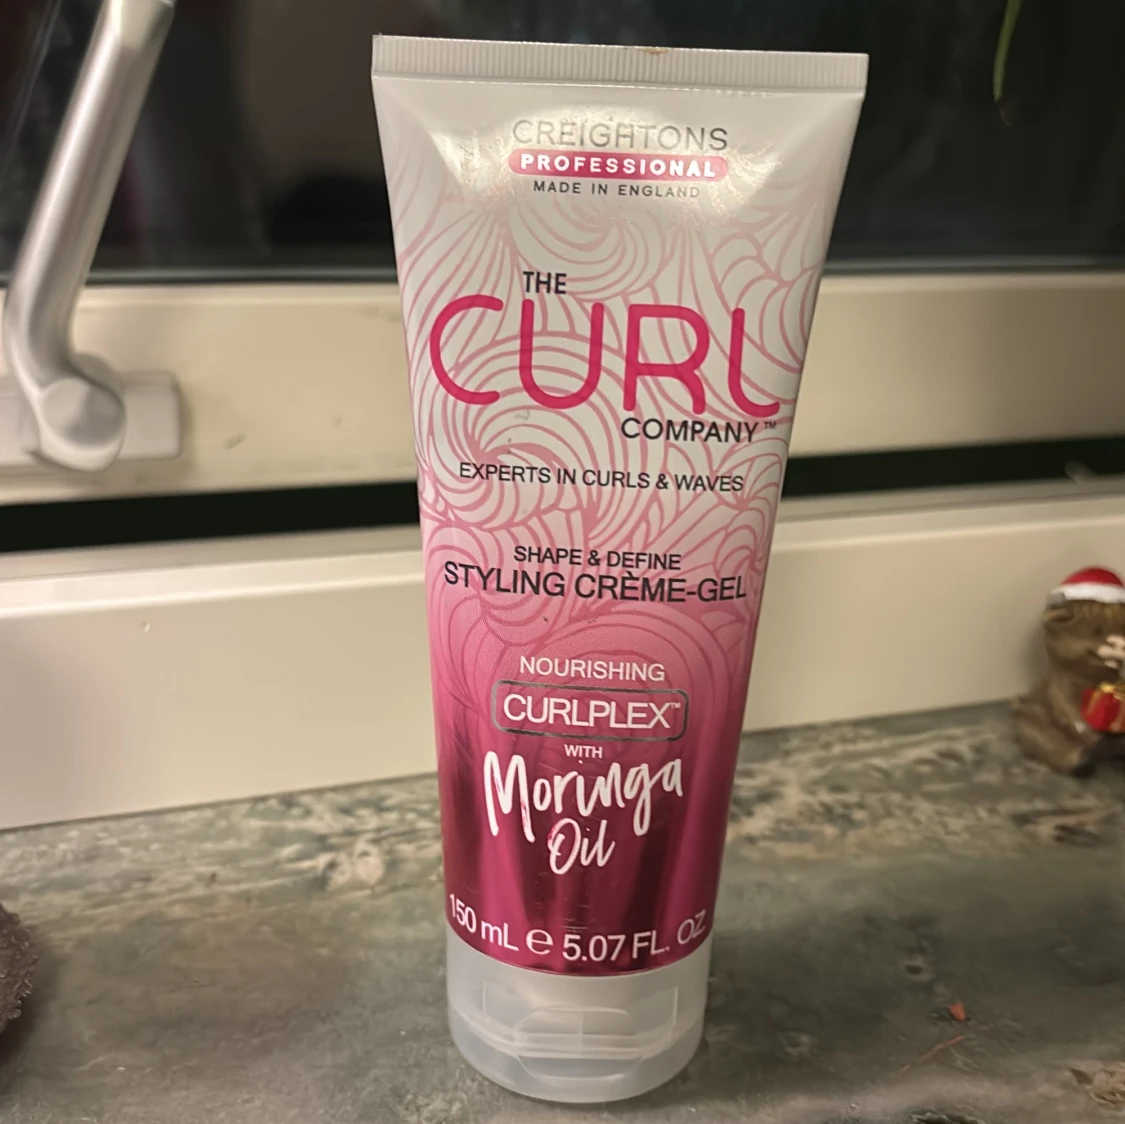 CREIGHTONS
PROFESSIONAL
MADE IN ENGLAND
THE
CURL
COMPANY™
EXPERTS IN CURLS & WAVES
SHAPE & DEFINE
STYLING CRÈME-GEL
NOURISHING
CURLPLEX™
WITH
Moringa
Oil
150 mL ℮ 5.07 FL. OZ